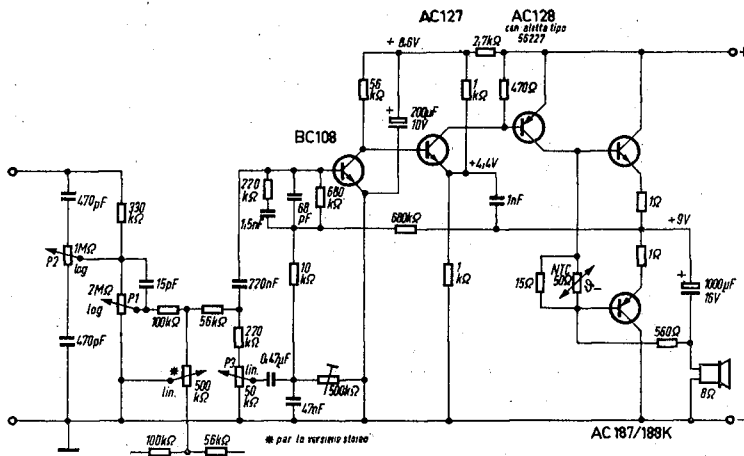 AC127
AC128
con aletta tipo
56227
+ 8,6V
2,7kΩ
56
kΩ
200µF
10V
+
1
kΩ
470Ω
BC108
+4,4V
470pF
330
kΩ
220
kΩ
1,5nF
68
pF
680
kΩ
1nF
1Ω
+9V
680kΩ
P2
1MΩ
log
15pF
2MΩ
log
P1
100kΩ
56kΩ
220nF
10
kΩ
1
kΩ
15Ω
NTC
50Ω
ϑ-
1Ω
+
1000µF
16V
470pF
270
kΩ
560Ω
*
lin.
500
kΩ
P3
lin.
50
kΩ
0,47µF
500kΩ
47nF
8Ω
100kΩ
56kΩ
* per la versione stereo
AC187/188K
+
-